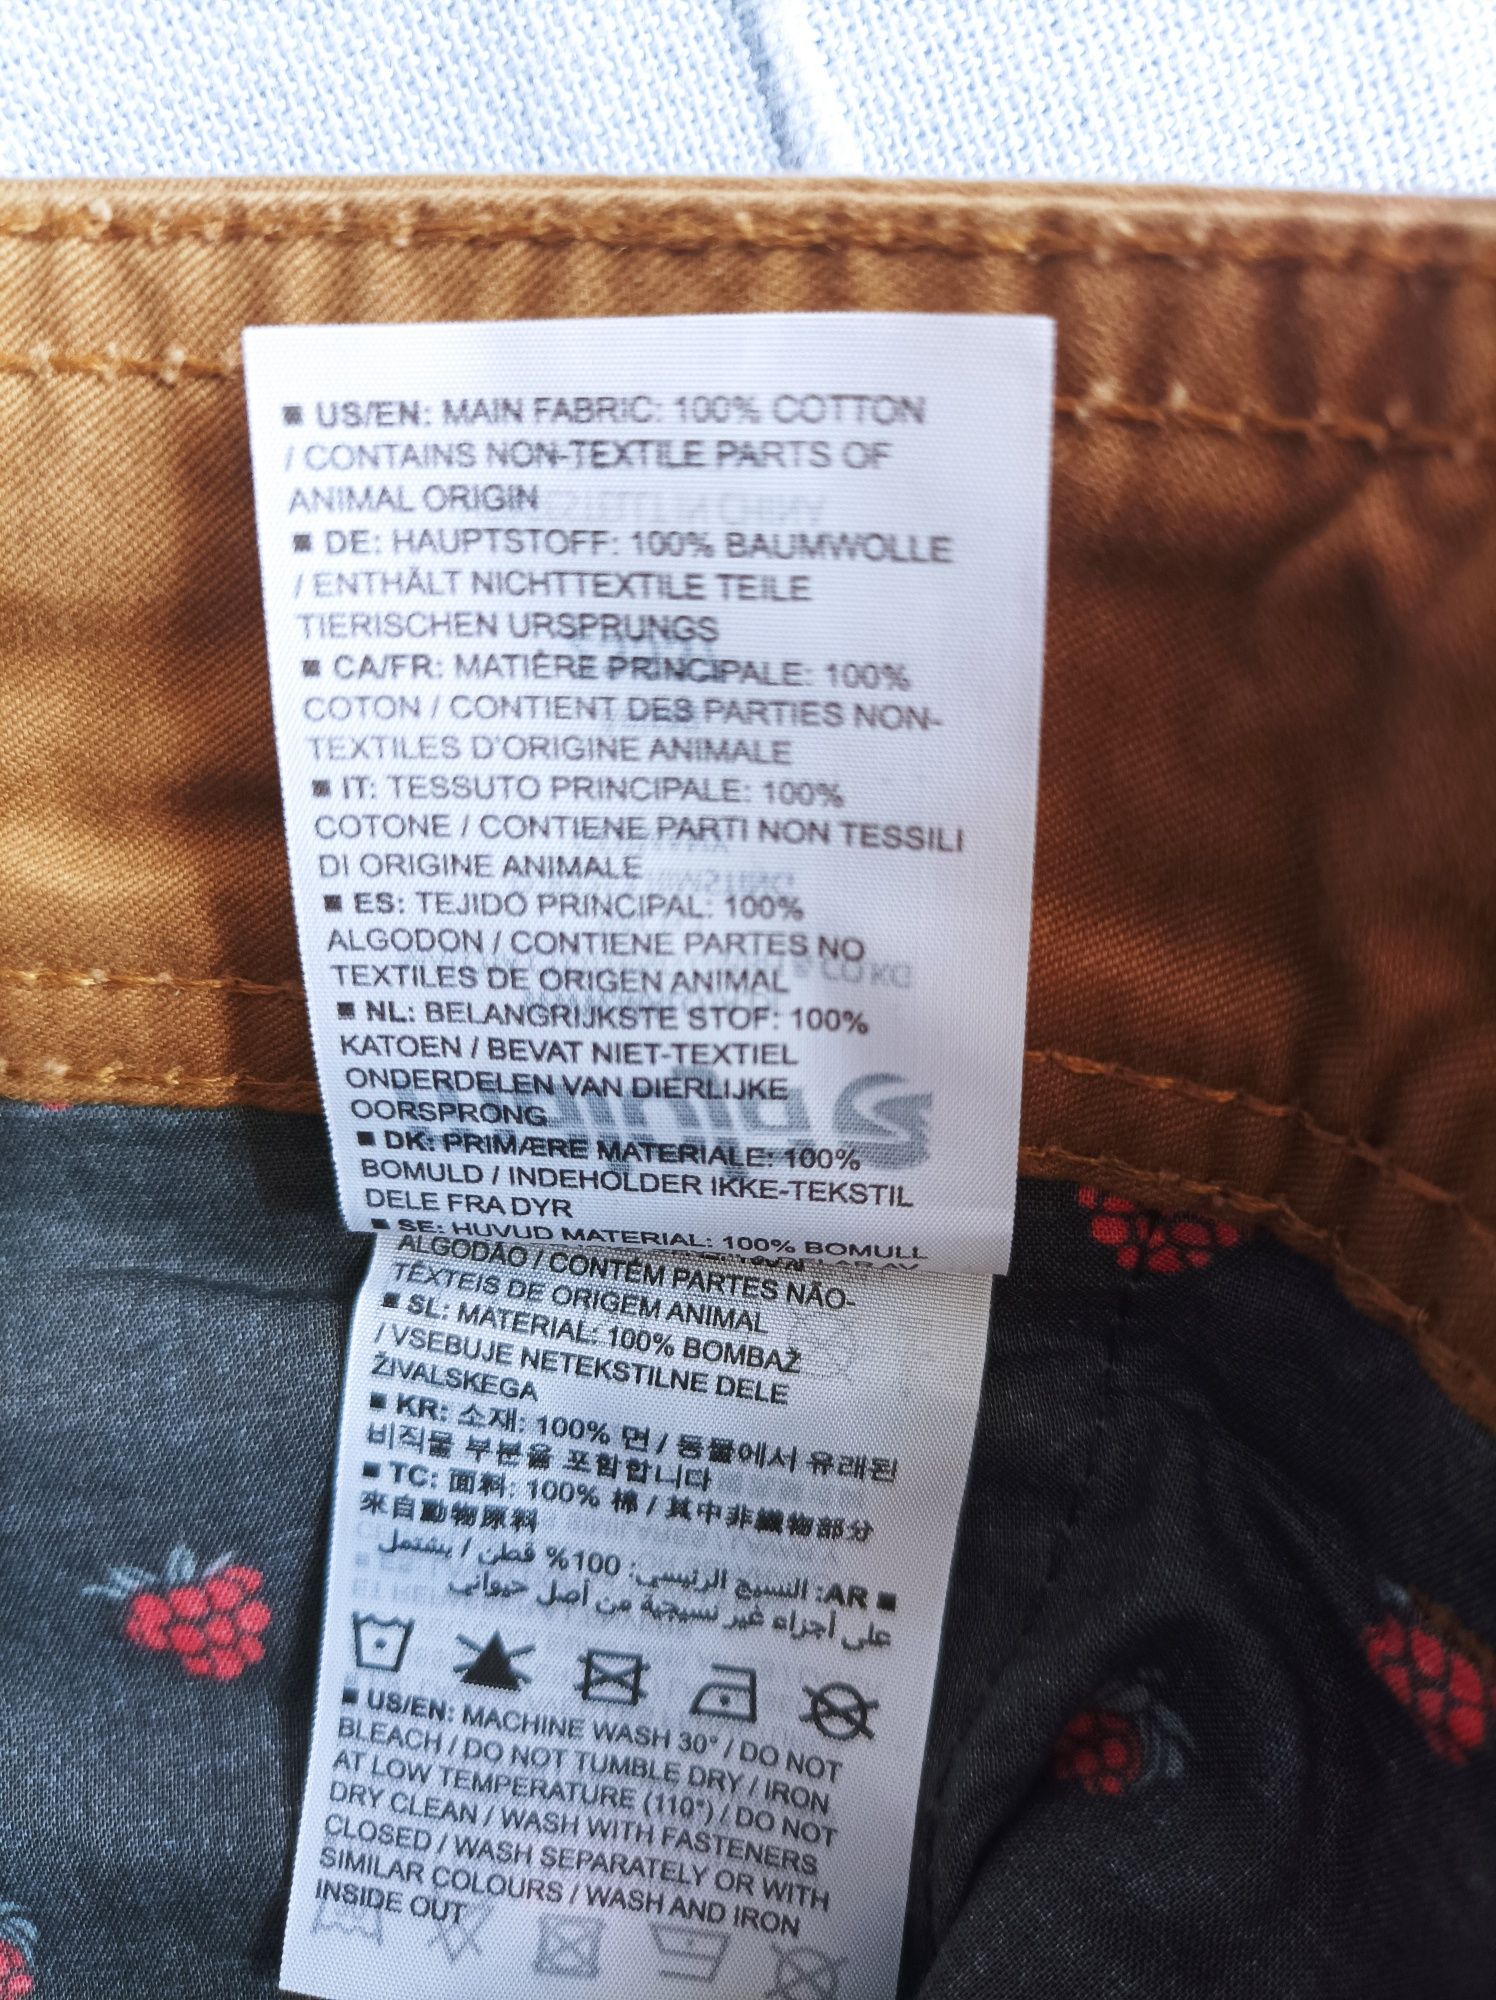 ■ US/EN: MAIN FABRIC: 100% COTTON
/ CONTAINS NON-TEXTILE PARTS OF
ANIMAL ORIGIN
■ DE: HAUPTSTOFF: 100% BAUMWOLLE
/ ENTHÄLT NICHTTEXTILE TEILE
TIERISCHEN URSPRUNGS
■ CA/FR: MATIÈRE PRINCIPALE: 100%
COTON / CONTIENT DES PARTIES NON-
TEXTILES D'ORIGINE ANIMALE
■ IT: TESSUTO PRINCIPALE: 100%
COTONE / CONTIENE PARTI NON TESSILI
DI ORIGINE ANIMALE
■ ES: TEJIDO PRINCIPAL: 100%
ALGODON / CONTIENE PARTES NO
TEXTILES DE ORIGEN ANIMAL
■ NL: BELANGRIJKSTE STOF: 100%
KATOEN / BEVAT NIET-TEXTIEL
ONDERDELEN VAN DIERLIJKE
OORSPRONG
■ DK: PRIMÆRE MATERIALE: 100%
BOMULD / INDEHOLDER IKKE-TEKSTIL
DELE FRA DYR
■ SE: HUVUD MATERIAL: 100% BOMULL
ALGODÃO / CONTÉM PARTES NÃO-
TÊXTEIS DE ORIGEM ANIMAL
■ SL: MATERIAL: 100% BOMBAŽ
/ VSEBUJE NETEKSTILNE DELE
ŽIVALSKEGA
■ KR: 소재: 100% 면 / 동물에서 유래된
비직물 부분을 포함합니다
■ TC: 面料: 100% 棉 / 其中非織物部分
來自動物原料
■ AR: النسيج الرئيسي: 100% قطن / يشتمل
على أجزاء غير نسيجية من أصل حيواني
■ US/EN: MACHINE WASH 30° / DO NOT
BLEACH / DO NOT TUMBLE DRY / IRON
AT LOW TEMPERATURE (110°) / DO NOT
DRY CLEAN / WASH WITH FASTENERS
CLOSED / WASH SEPARATELY OR WITH
SIMILAR COLOURS / WASH AND IRON
INSIDE OUT